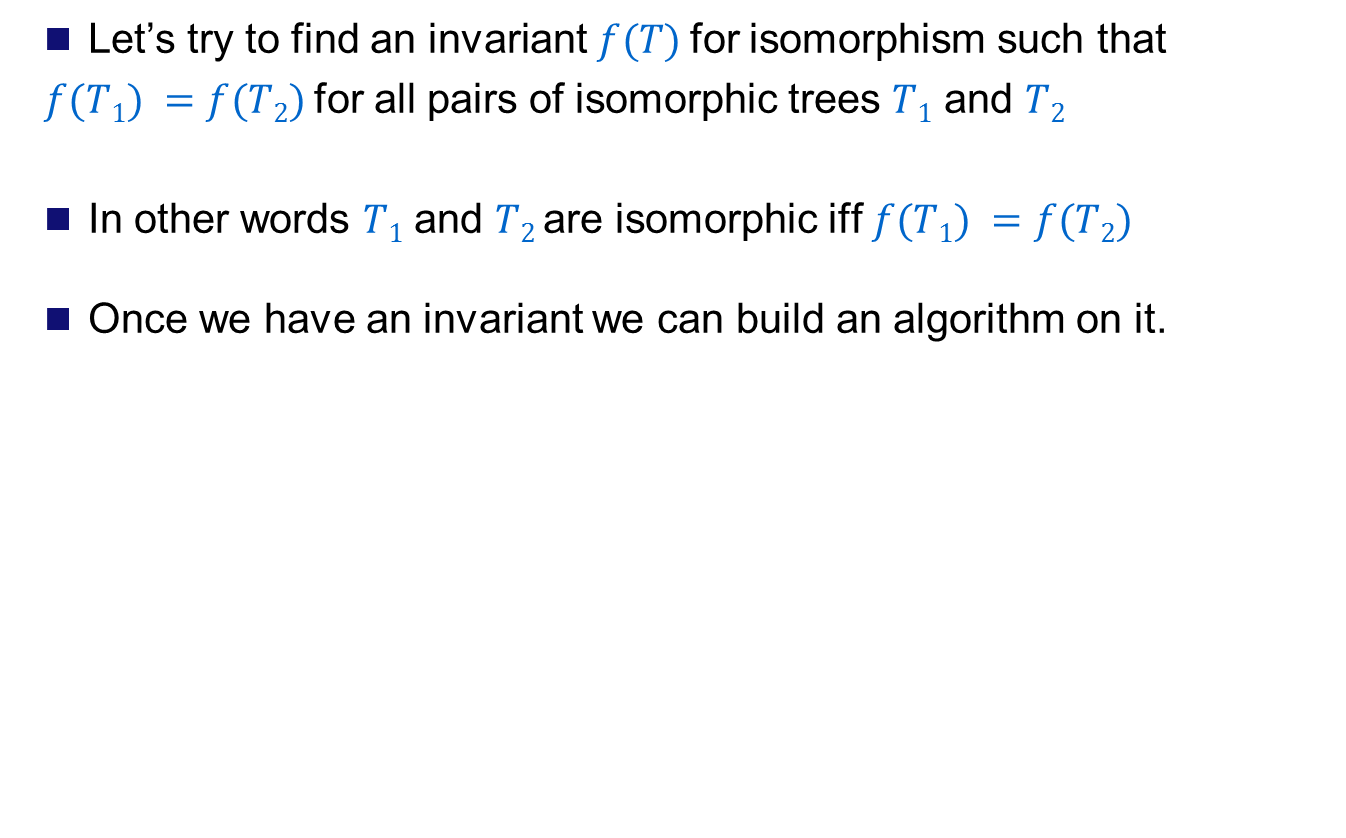 ■ Let’s try to find an invariant f(T) for isomorphism such that
f(T₁) = f(T₂) for all pairs of isomorphic trees T₁ and T₂
■ In other words T₁ and T₂ are isomorphic iff f(T₁) = f(T₂)
■ Once we have an invariant we can build an algorithm on it.